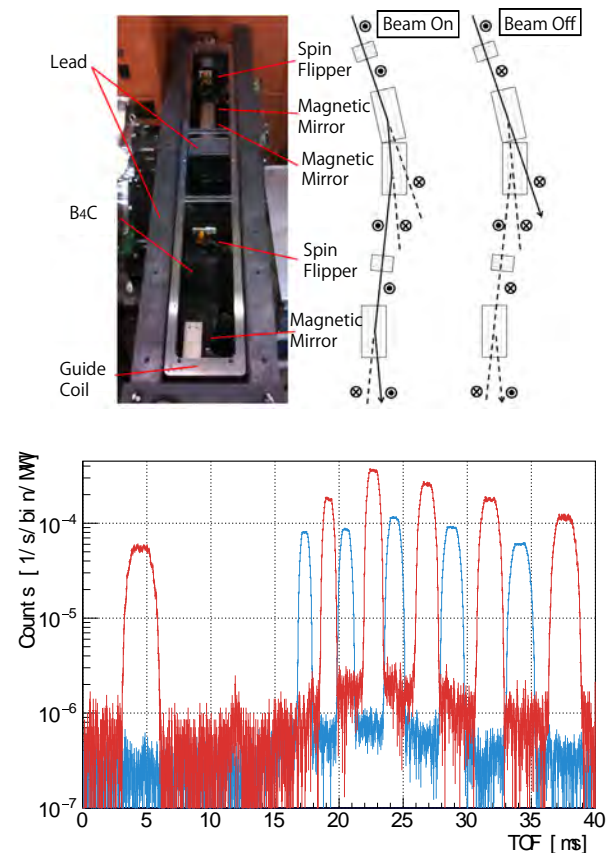 Lead
B4C
Guide
Coil
Spin
Flipper
Magnetic
Mirror
Magnetic
Mirror
Spin
Flipper
Magnetic
Mirror
Beam On
Beam Off
Counts [1/s/bin/MW]
10⁻⁴
10⁻⁵
10⁻⁶
10⁻⁷
0 5 10 15 20 25 30 35 40
TOF [ms]